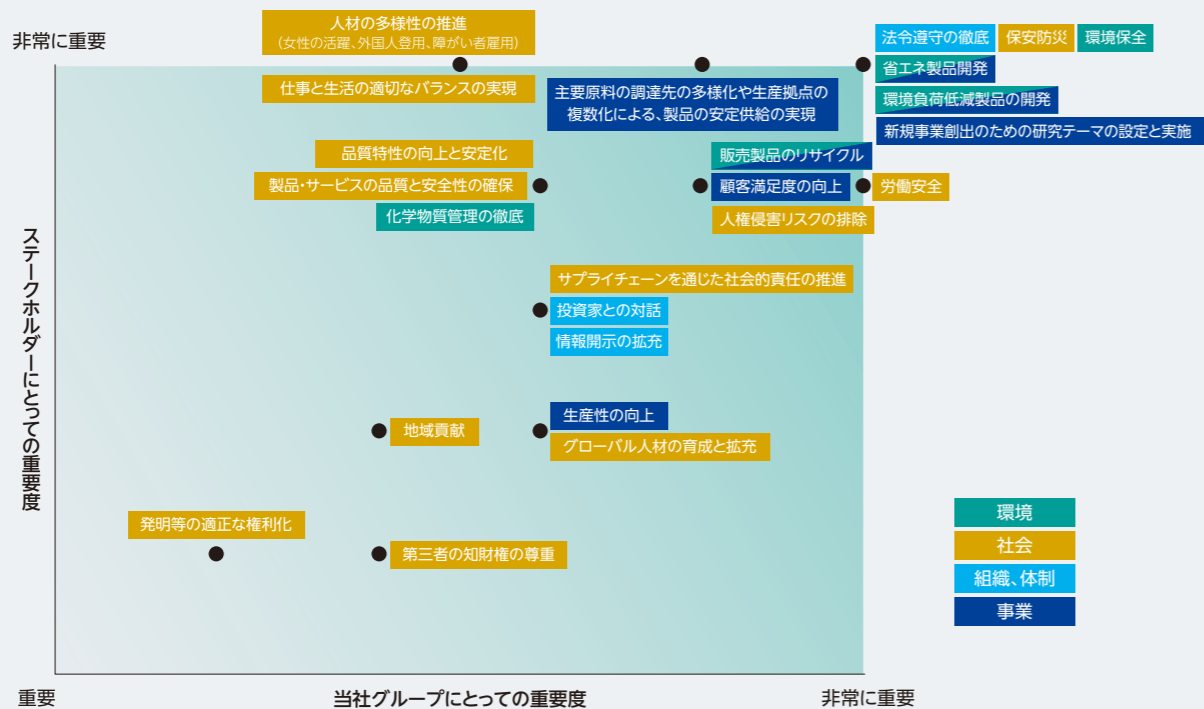 人材の多様性の推進
(女性の活躍、外国人登用、障がい者雇用)
非常に重要
法令遵守の徹底
保安防災
環境保全
省エネ製品開発
仕事と生活の適切なバランスの実現
主要原料の調達先の多様化や生産拠点の
複数化による、製品の安定供給の実現
環境負荷低減製品の開発
新規事業創出のための研究テーマの設定と実施
品質特性の向上と安定化
販売製品のリサイクル
製品・サービスの品質と安全性の確保
顧客満足度の向上
労働安全
化学物質管理の徹底
人権侵害リスクの排除
ステークホルダーにとっての重要度
サプライチェーンを通じた社会的責任の推進
投資家との対話
情報開示の拡充
地域貢献
生産性の向上
グローバル人材の育成と拡充
発明等の適正な権利化
第三者の知財権の尊重
環境
社会
組織、体制
事業
重要
当社グループにとっての重要度
非常に重要